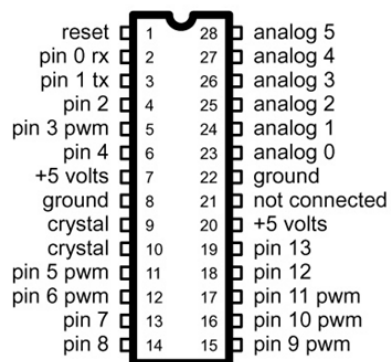 reset 1 28 analog 5
pin 0 rx 2 27 analog 4
pin 1 tx 3 26 analog 3
pin 2 4 25 analog 2
pin 3 pwm 5 24 analog 1
pin 4 6 23 analog 0
+5 volts 7 22 ground
ground 8 21 not connected
crystal 9 20 +5 volts
crystal 10 19 pin 13
pin 5 pwm 11 18 pin 12
pin 6 pwm 12 17 pin 11 pwm
pin 7 13 16 pin 10 pwm
pin 8 14 15 pin 9 pwm